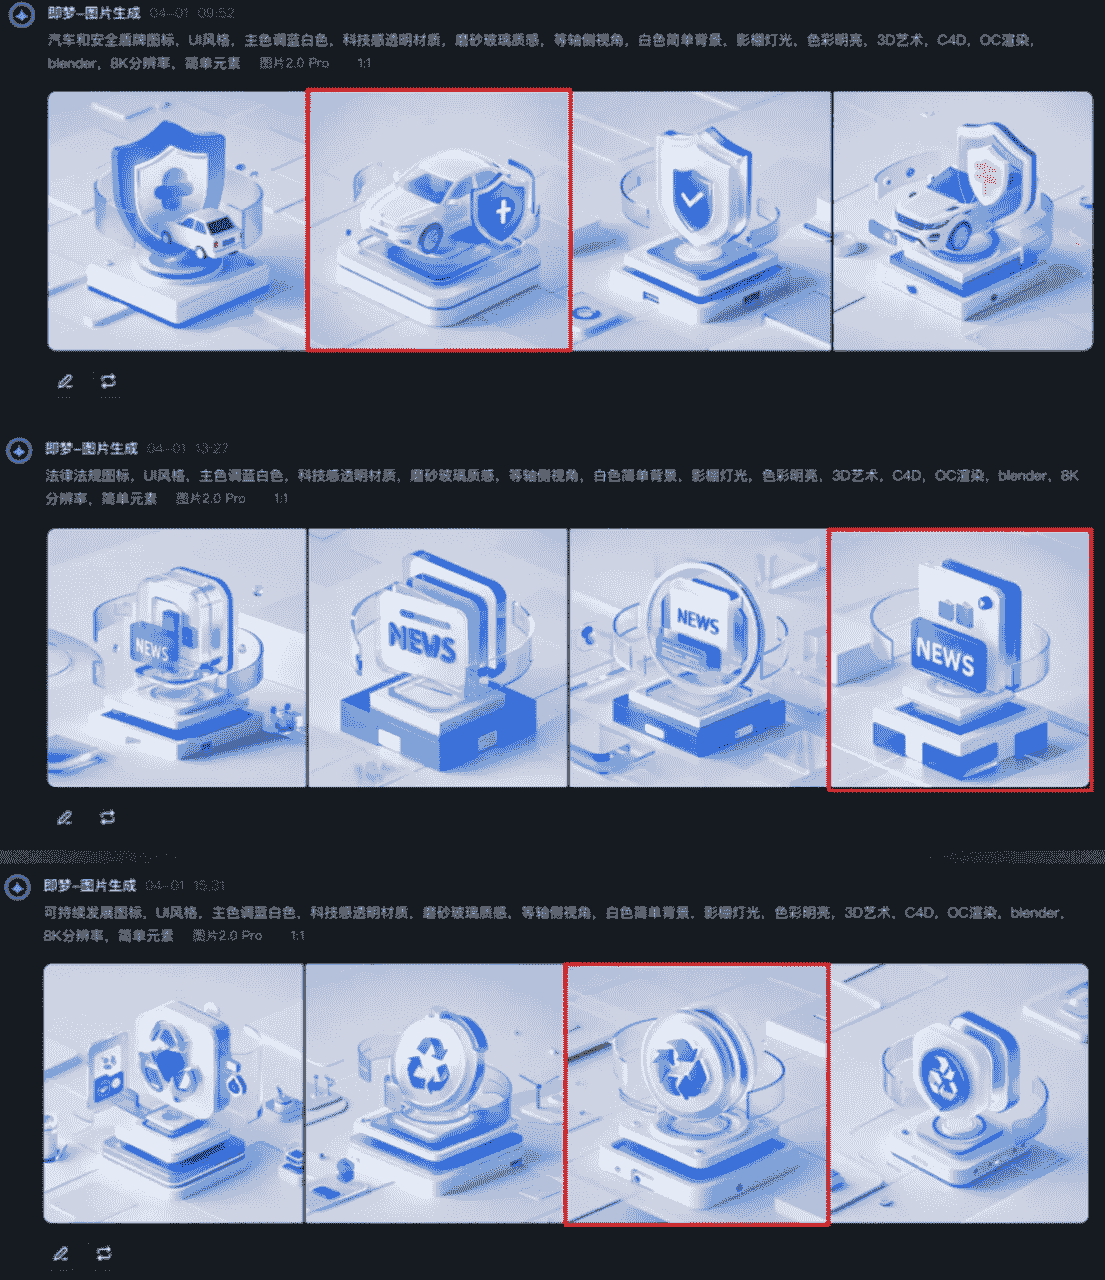 即梦-图片生成 04-01 09:52
汽车和安全盾牌图标，UI风格，主色调蓝白色，科技感透明材质，磨砂玻璃质感，等轴侧视角，白色简单背景，影棚灯光，色彩明亮，3D艺术，C4D，OC渲染，
blender，8K分辨率，简单元素 图片2.0 Pro 1:1
即梦-图片生成 04-01 13:27
法律法规图标，UI风格，主色调蓝白色，科技感透明材质，磨砂玻璃质感，等轴侧视角，白色简单背景，影棚灯光，色彩明亮，3D艺术，C4D，OC渲染，blender，8K
分辨率，简单元素 图片2.0 Pro 1:1
NEWS
NEWS
NEWS
NEWS
即梦-图片生成 04-01 15:31
可持续发展图标，UI风格，主色调蓝白色，科技感透明材质，磨砂玻璃质感，等轴侧视角，白色简单背景，影棚灯光，色彩明亮，3D艺术，C4D，OC渲染，blender，
8K分辨率，简单元素 图片2.0 Pro 1:1